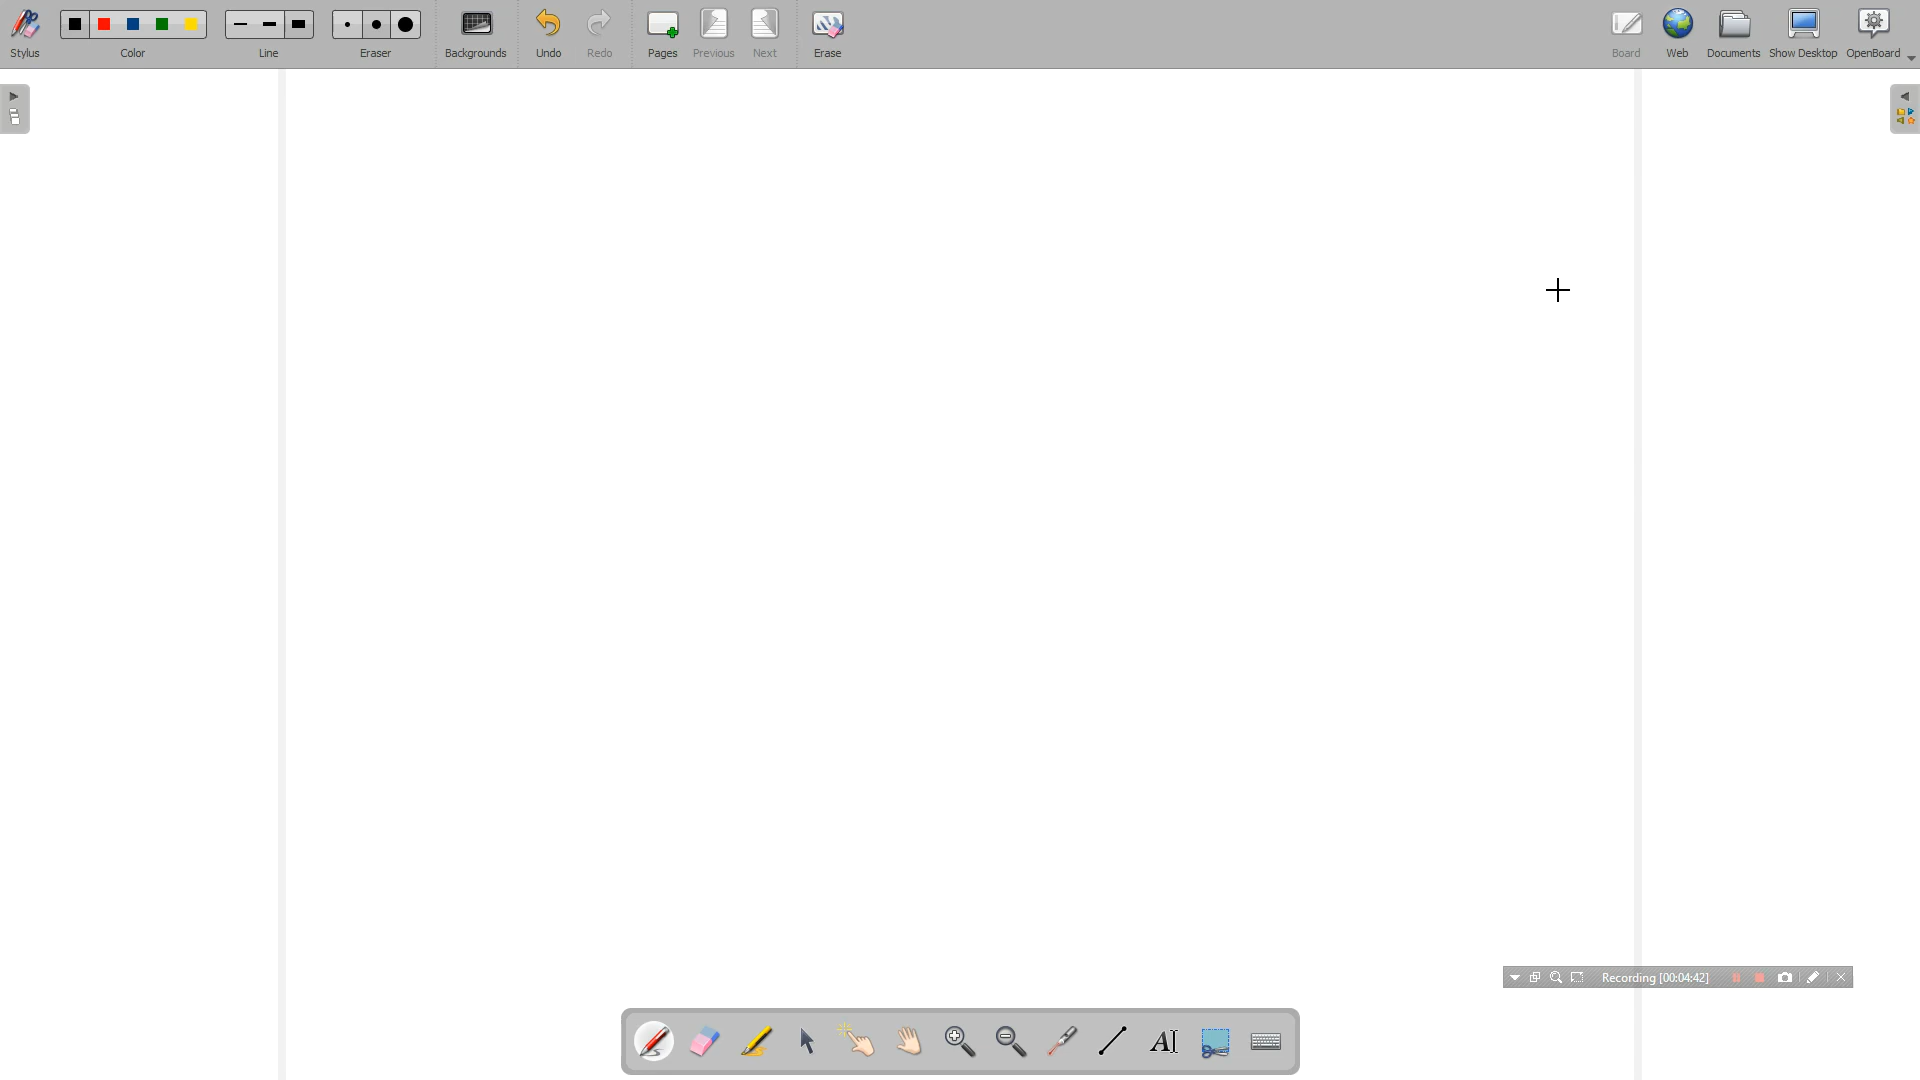 Stylus
Color
Line
Eraser
Backgrounds
Undo
Redo
Pages
Previous
Next
Erase
Board
Web
Documents
Show Desktop
OpenBoard
Recording [00:04:42]
AI